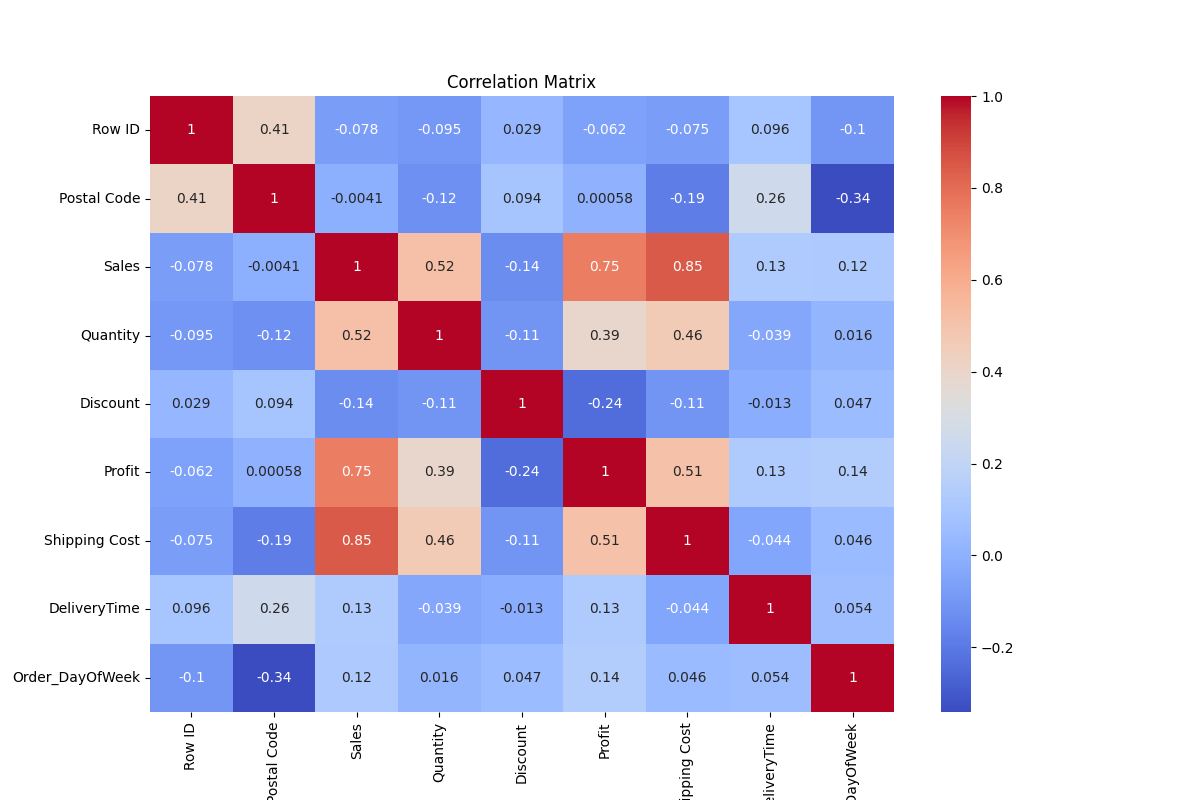 Correlation Matrix
Row ID 1 0.41 -0.078 -0.095 0.029 -0.062 -0.075 0.096 -0.1
Postal Code 0.41 1 -0.0041 -0.12 0.094 0.00058 -0.19 0.26 -0.34
Sales -0.078 -0.0041 1 0.52 -0.14 0.75 0.85 0.13 0.12
Quantity -0.095 -0.12 0.52 1 -0.11 0.39 0.46 -0.039 0.016
Discount 0.029 0.094 -0.14 -0.11 1 -0.24 -0.11 -0.013 0.047
Profit -0.062 0.00058 0.75 0.39 -0.24 1 0.51 0.13 0.14
Shipping Cost -0.075 -0.19 0.85 0.46 -0.11 0.51 1 -0.044 0.046
DeliveryTime 0.096 0.26 0.13 -0.039 -0.013 0.13 -0.044 1 0.054
Order_DayOfWeek -0.1 -0.34 0.12 0.016 0.047 0.14 0.046 0.054 1
Row ID
Postal Code
Sales
Quantity
Discount
Profit
ipping Cost
eliveryTime
DayOfWeek
1.0
0.8
0.6
0.4
0.2
0.0
−0.2